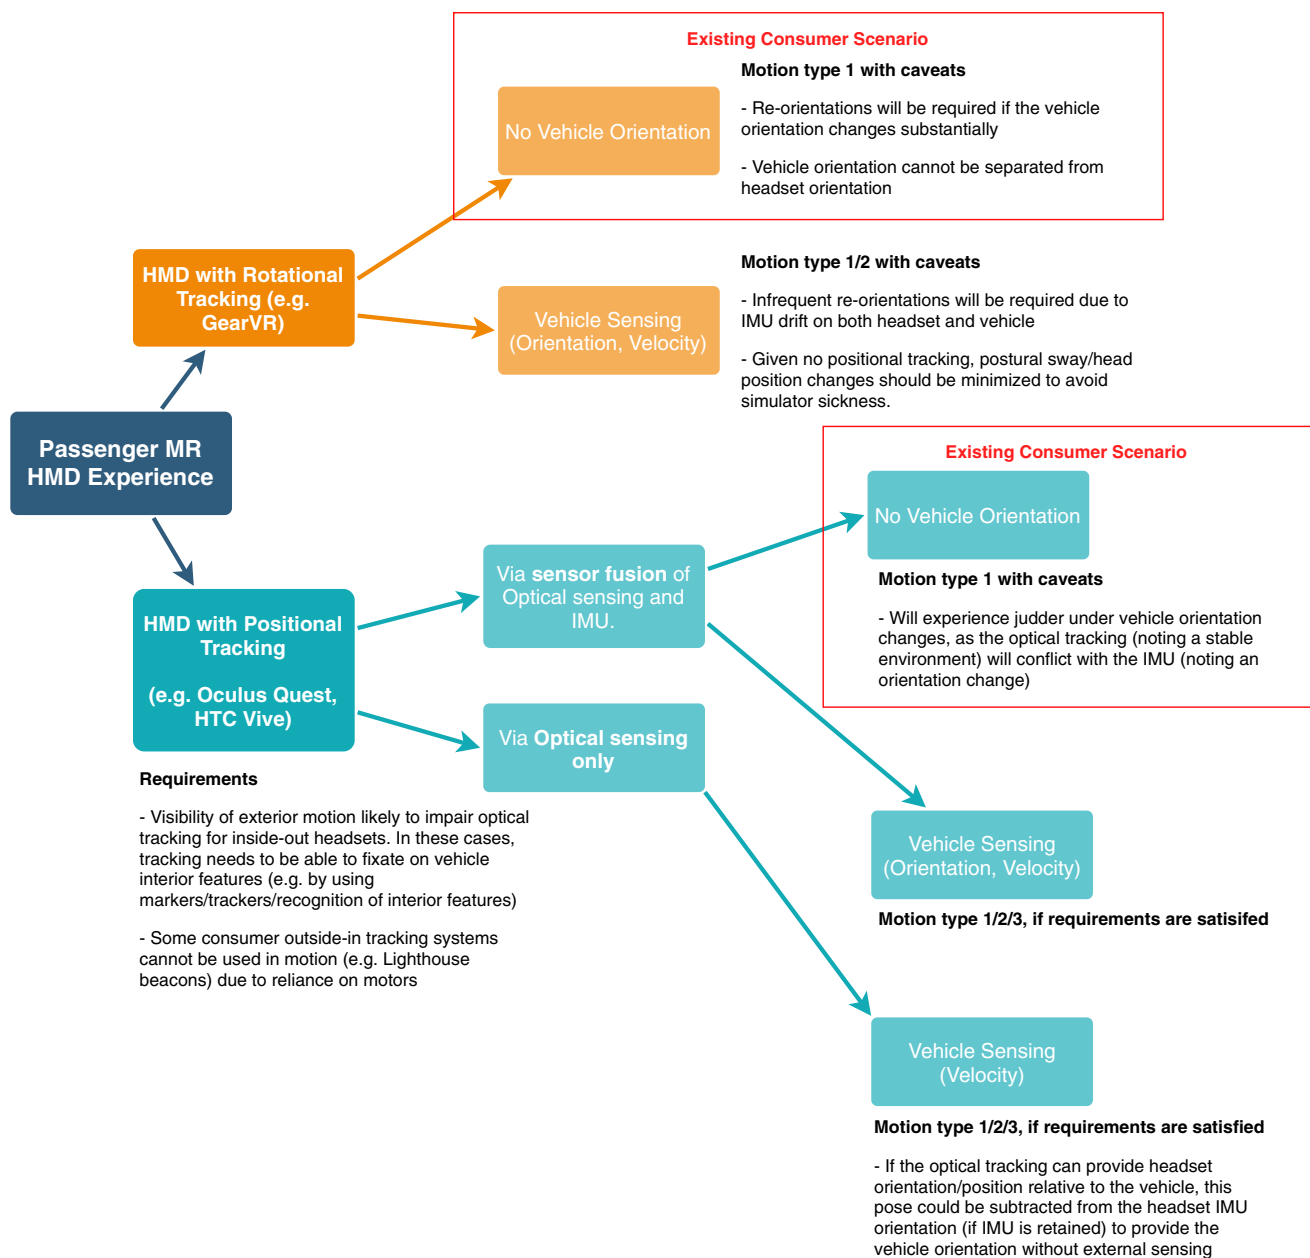 Existing Consumer Scenario
Motion type 1 with caveats
No Vehicle Orientation
- Re-orientations will be required if the vehicle
orientation changes substantially
- Vehicle orientation cannot be separated from
headset orientation
HMD with Rotational
Tracking (e.g.
GearVR)
Motion type 1/2 with caveats
Vehicle Sensing
(Orientation, Velocity)
- Infrequent re-orientations will be required due to
IMU drift on both headset and vehicle
- Given no positional tracking, postural sway/head
position changes should be minimized to avoid
simulator sickness.
Passenger MR
HMD Experience
Existing Consumer Scenario
No Vehicle Orientation
Motion type 1 with caveats
- Will experience judder under vehicle orientation
changes, as the optical tracking (noting a stable
environment) will conflict with the IMU (noting an
orientation change)
Via sensor fusion of
Optical sensing and
IMU.
HMD with Positional
Tracking
(e.g. Oculus Quest,
HTC Vive)
Via Optical sensing
only
Requirements
- Visibility of exterior motion likely to impair optical
tracking for inside-out headsets. In these cases,
tracking needs to be able to fixate on vehicle
interior features (e.g. by using
markers/trackers/recognition of interior features)
- Some consumer outside-in tracking systems
cannot be used in motion (e.g. Lighthouse
beacons) due to reliance on motors
Vehicle Sensing
(Orientation, Velocity)
Motion type 1/2/3, if requirements are satisifed
Vehicle Sensing
(Velocity)
Motion type 1/2/3, if requirements are satisfied
- If the optical tracking can provide headset
orientation/position relative to the vehicle, this
pose could be subtracted from the headset IMU
orientation (if IMU is retained) to provide the
vehicle orientation without external sensing